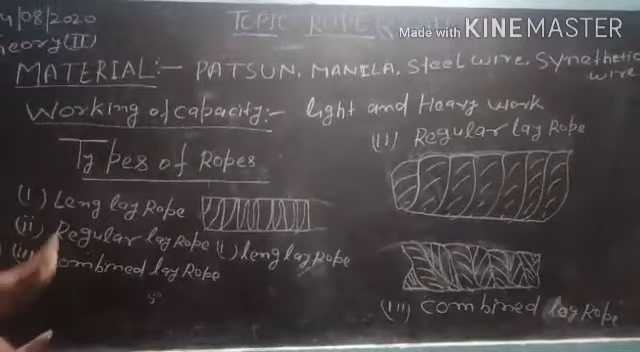 4/08/2020
TOPIC ROPE
Made with KINEMASTER
Theory (II)
MATERIAL:- PATSUN, MANILA, Steel wire, Synethetic wire
Working of capacity:- light and Heavy work
Types of Ropes
(i) Leng lay Rope
(ii) Regular lay Rope
(iii) Combined lay Rope
(i) leng lay Rope
(ii) Regular lay Rope
(iii) Combined lay Rope